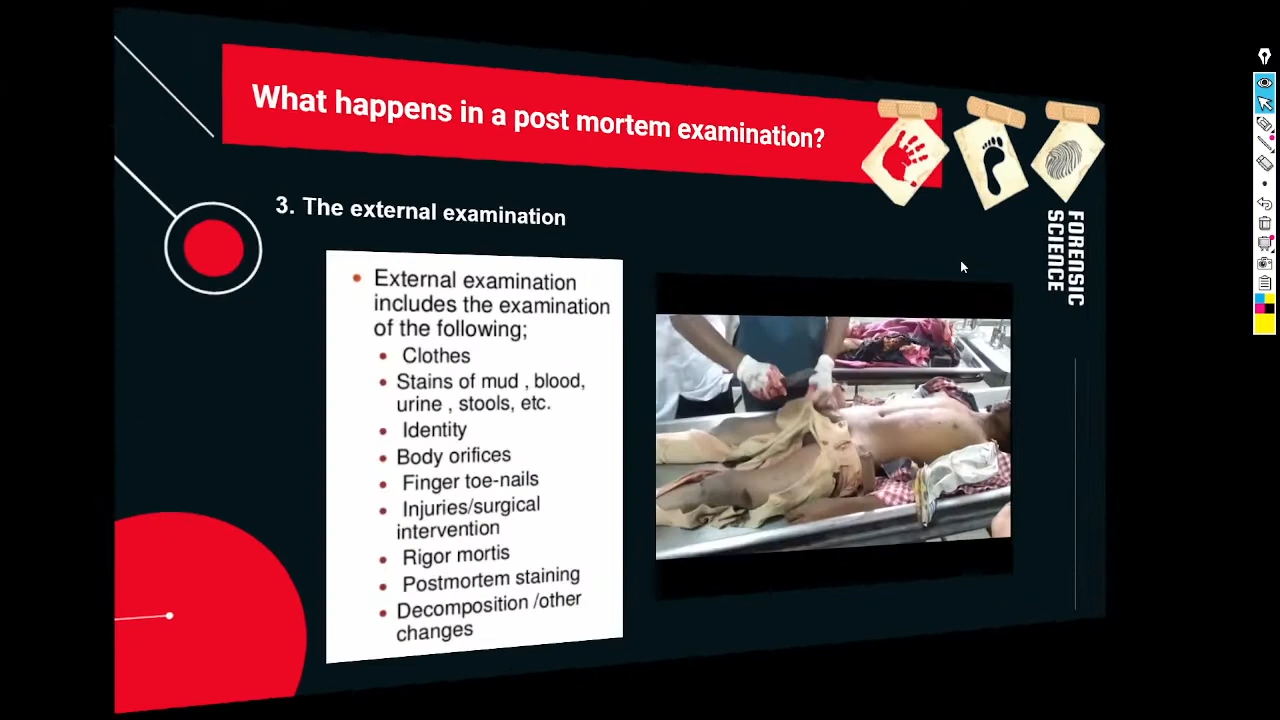 What happens in a post mortem examination?
3. The external examination
• External examination
includes the examination
of the following;
• Clothes
• Stains of mud , blood,
urine , stools, etc.
• Identity
• Body orifices
• Finger toe-nails
• Injuries/surgical
intervention
• Rigor mortis
• Postmortem staining
• Decomposition /other
changes
FORENSIC
SCIENCE